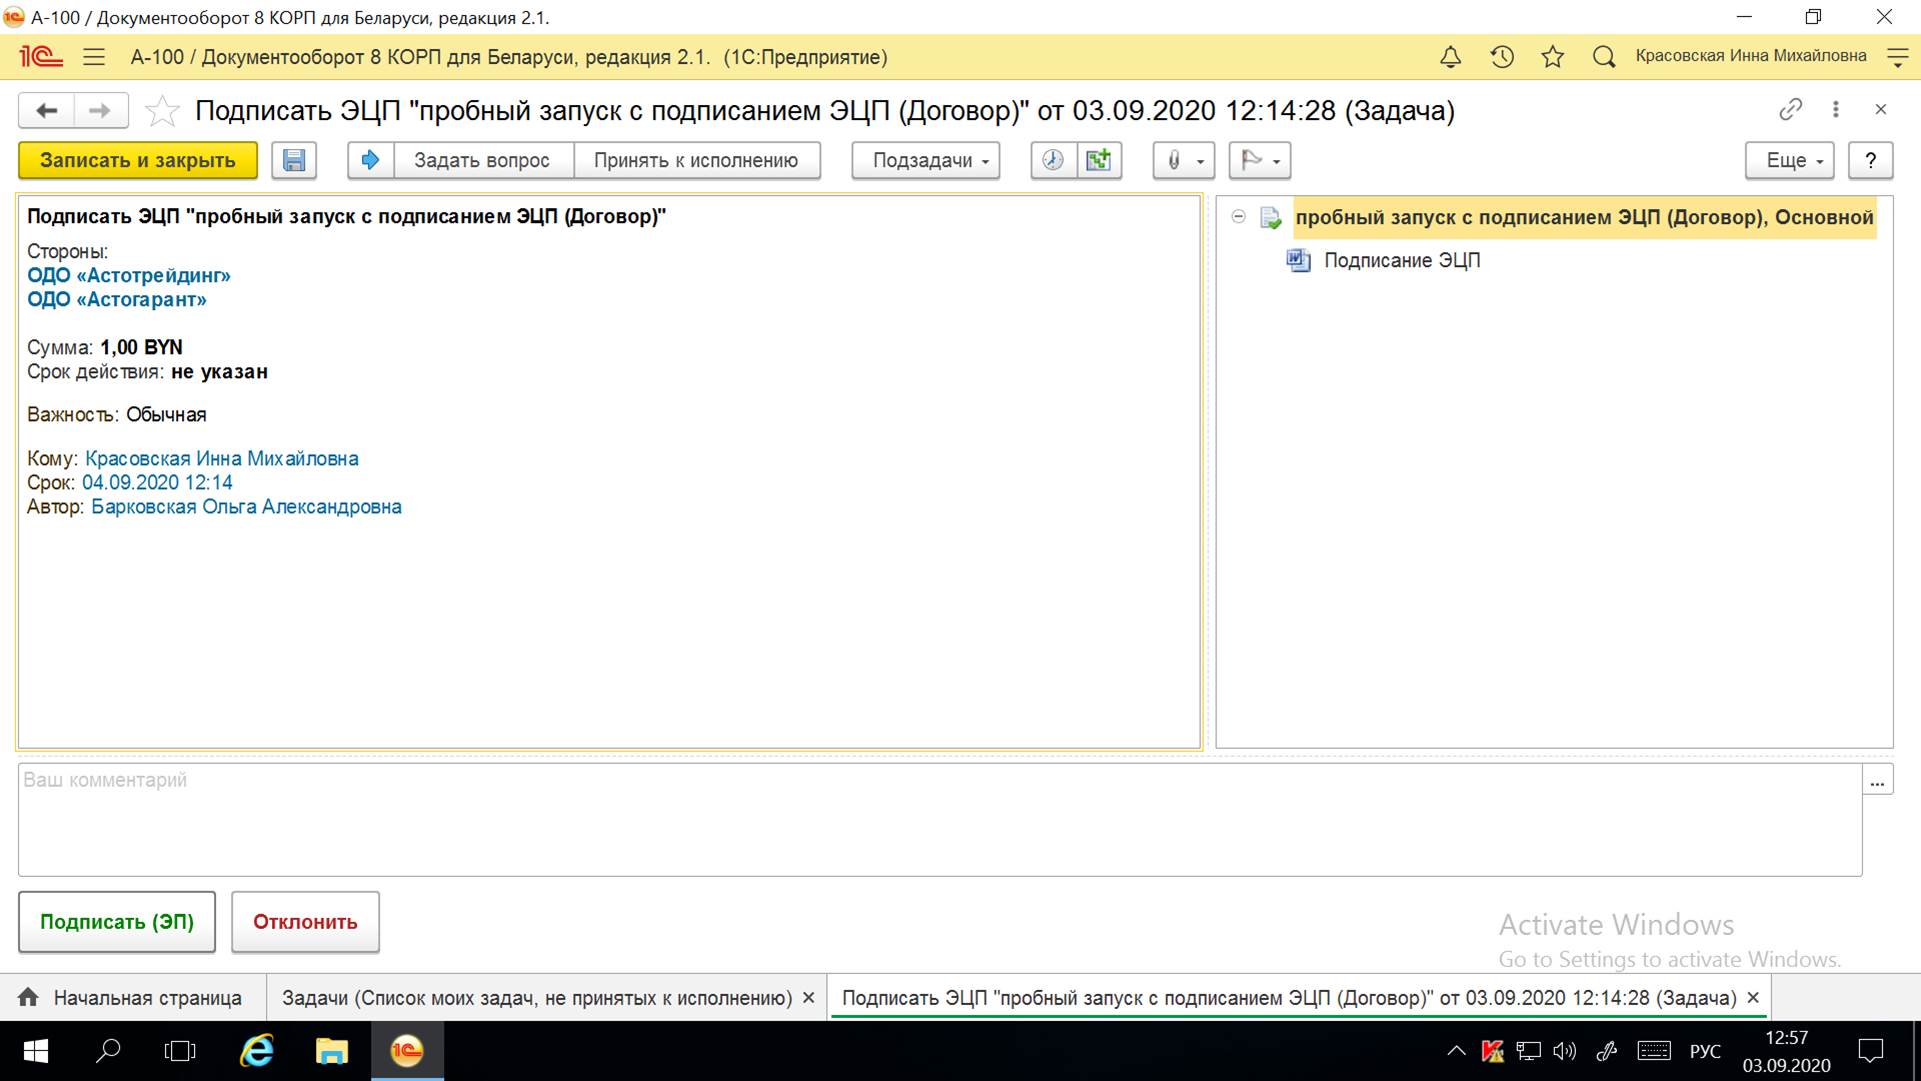 А-100 / Документооборот 8 КОРП для Беларуси, редакция 2.1.
А-100 / Документооборот 8 КОРП для Беларуси, редакция 2.1. (1С:Предприятие)
Красовская Инна Михайловна
Подписать ЭЦП "пробный запуск с подписанием ЭЦП (Договор)" от 03.09.2020 12:14:28 (Задача)
Записать и закрыть
Задать вопрос
Принять к исполнению
Подзадачи
Еще
?
Подписать ЭЦП "пробный запуск с подписанием ЭЦП (Договор)"
Стороны:
ОДО «Астотрейдинг»
ОДО «Астогарант»
Сумма: 1,00 BYN
Срок действия: не указан
Важность: Обычная
Кому: Красовская Инна Михайловна
Срок: 04.09.2020 12:14
Автор: Барковская Ольга Александровна
пробный запуск с подписанием ЭЦП (Договор), Основной
Подписание ЭЦП
Ваш комментарий
...
Подписать (ЭП)
Отклонить
Activate Windows
Go to Settings to activate Windows.
Начальная страница
Задачи (Список моих задач, не принятых к исполнению)
Подписать ЭЦП "пробный запуск с подписанием ЭЦП (Договор)" от 03.09.2020 12:14:28 (Задача)
РУС
12:57
03.09.2020